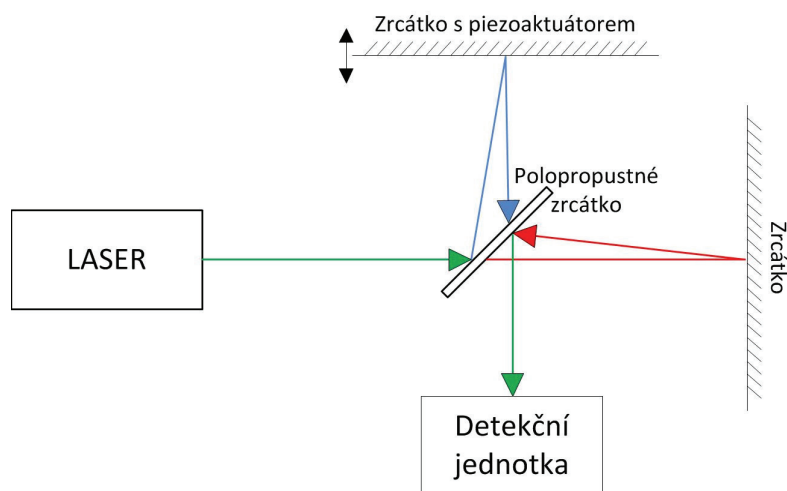 Zrcátko s piezoaktuátorem
Polopropustné
zrcátko
LASER
Zrcátko
Detekční
jednotka